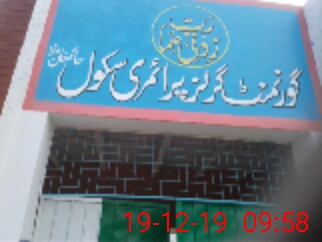 رب زدنی علما
گورنمنٹ گرلز پرائمری سکول
19-12-19 09:58